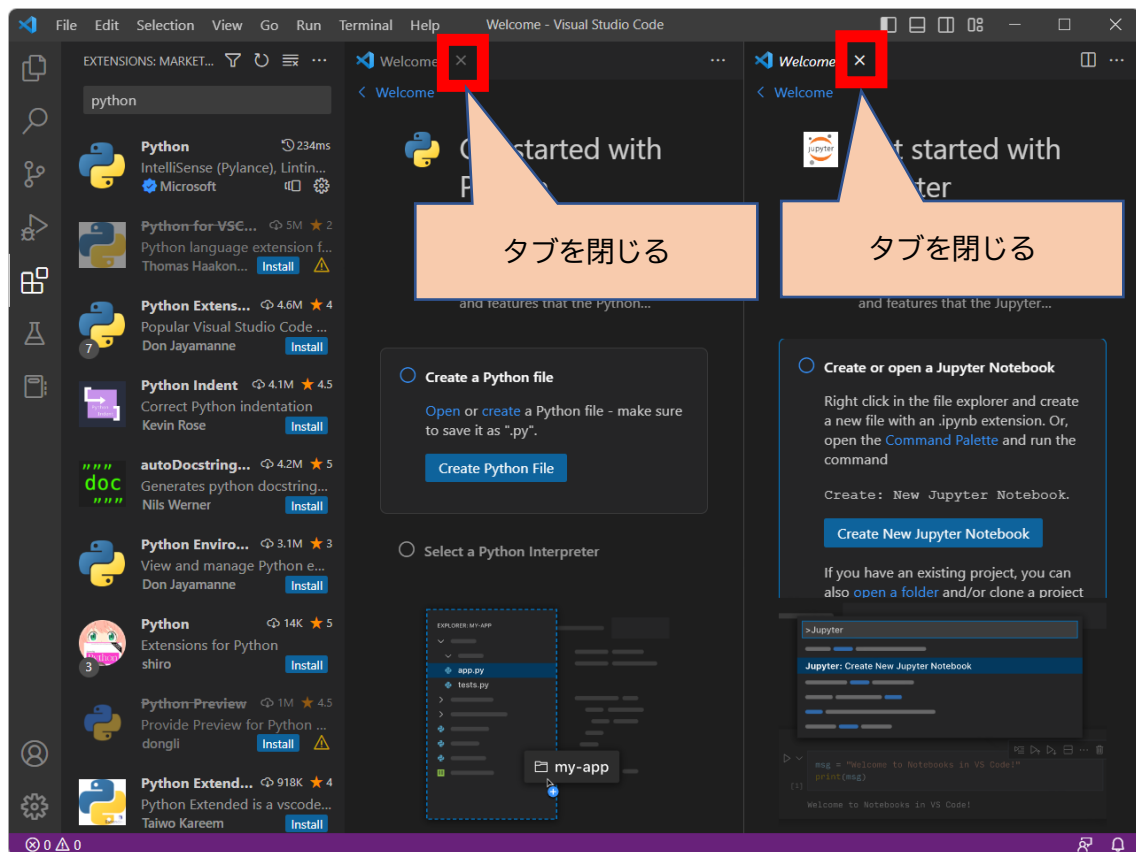 File Edit Selection View Go Run Terminal Help Welcome - Visual Studio Code
EXTENSIONS: MARKET...
python
Python 234ms
IntelliSense (Pylance), Lintin...
Microsoft
Python for VSC... 5M ★ 2
Python language extension f...
Thomas Haakon... Install
Python Extens... 4.6M ★ 4
Popular Visual Studio Code ...
Don Jayamanne Install
7
Python Indent 4.1M ★ 4.5
Correct Python indentation
Kevin Rose Install
autoDocstring... 4.2M ★ 5
Generates python docstring...
Nils Werner Install
"""
doc
"""
Python Enviro... 3.1M ★ 3
View and manage Python e...
Don Jayamanne Install
Python 14K ★ 5
Extensions for Python
shiro Install
3
Python Preview 1M ★ 4.5
Provide Preview for Python ...
dongli Install
Python Extend... 918K ★ 4
Python Extended is a vscode...
Taiwo Kareem Install
Welcome
Welcome
started with
タブを閉じる
and features that the Python...
Create a Python file
Open or create a Python file - make sure
to save it as ".py".
Create Python File
Select a Python Interpreter
EXPLORER: MY-APP
app.py
tests.py
my-app
Welcome
Welcome
jupyter
started with
タブを閉じる
and features that the Jupyter...
Create or open a Jupyter Notebook
Right click in the file explorer and create
a new file with an .ipynb extension. Or,
open the Command Palette and run the
command
Create: New Jupyter Notebook.
Create New Jupyter Notebook
If you have an existing project, you can
also open a folder and/or clone a project
>Jupyter
Jupyter: Create New Jupyter Notebook
msg = "Welcome to Notebooks in VS Code!"
print(msg)
[1]
Welcome to Notebooks in VS Code!
0 0